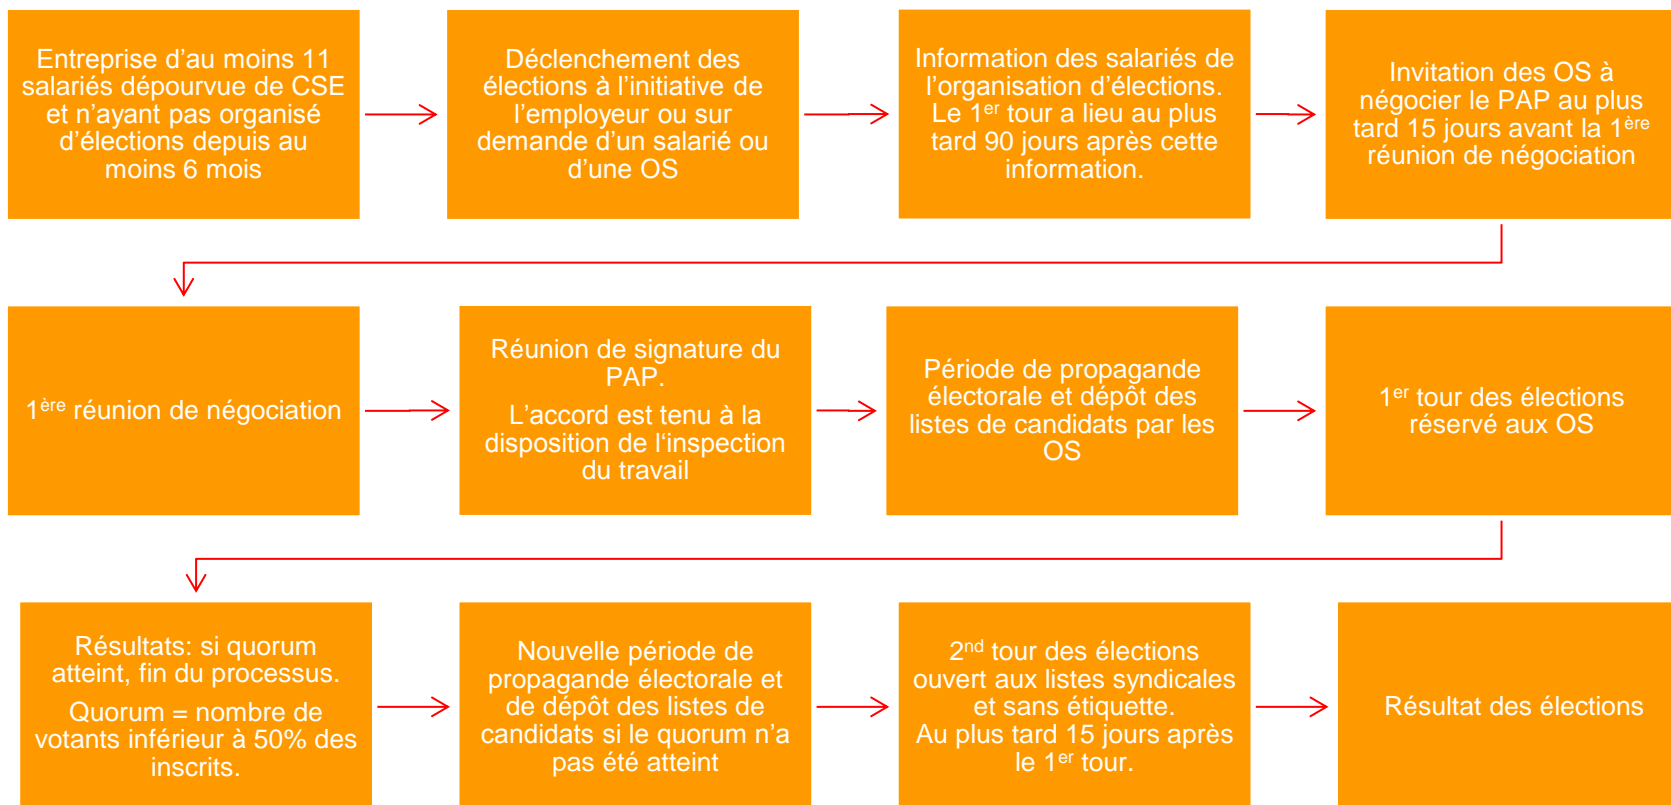 Entreprise d'au moins 11
salariés dépourvue de CSE
et n'ayant pas organisé
d'élections depuis au
moins 6 mois
Déclenchement des
élections à l'initiative de
l'employeur ou sur
demande d'un salarié ou
d'une OS
Information des salariés de
l'organisation d'élections.
Le 1er tour a lieu au plus
tard 90 jours après cette
information.
Invitation des OS à
négocier le PAP au plus
tard 15 jours avant la 1ère
réunion de négociation
1ère réunion de négociation
Réunion de signature du
PAP.
L'accord est tenu à la
disposition de l'inspection
du travail
Période de propagande
électorale et dépôt des
listes de candidats par les
OS
1er tour des élections
réservé aux OS
Résultats: si quorum
atteint, fin du processus.
Quorum = nombre de
votants inférieur à 50% des
inscrits.
Nouvelle période de
propagande électorale et
de dépôt des listes de
candidats si le quorum n'a
pas été atteint
2nd tour des élections
ouvert aux listes syndicales
et sans étiquette.
Au plus tard 15 jours après
le 1er tour.
Résultat des élections